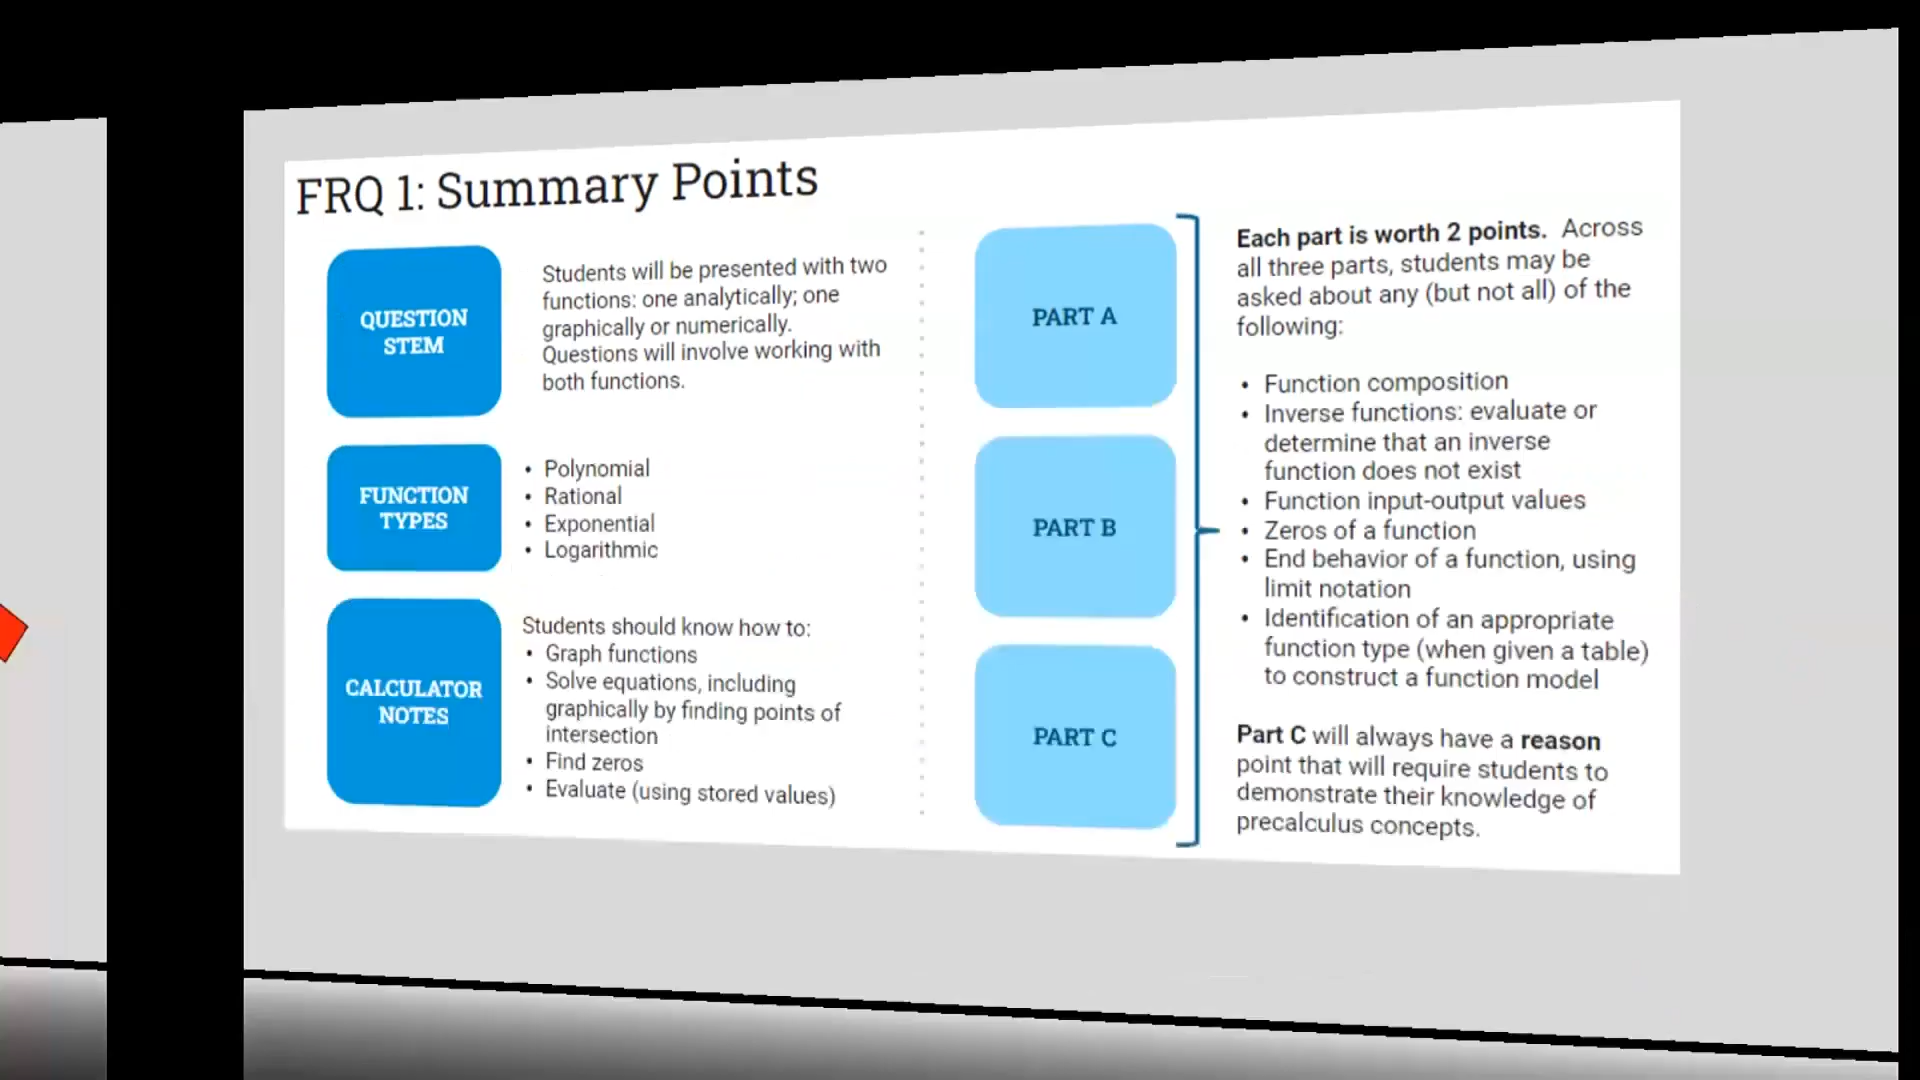 FRQ 1: Summary Points
QUESTION
STEM
Students will be presented with two
functions: one analytically; one
graphically or numerically.
Questions will involve working with
both functions.
FUNCTION
TYPES
• Polynomial
• Rational
• Exponential
• Logarithmic
CALCULATOR
NOTES
Students should know how to:
• Graph functions
• Solve equations, including
graphically by finding points of
intersection
• Find zeros
• Evaluate (using stored values)
PART A
PART B
PART C
Each part is worth 2 points. Across
all three parts, students may be
asked about any (but not all) of the
following:
• Function composition
• Inverse functions: evaluate or
determine that an inverse
function does not exist
• Function input-output values
• Zeros of a function
• End behavior of a function, using
limit notation
• Identification of an appropriate
function type (when given a table)
to construct a function model
Part C will always have a reason
point that will require students to
demonstrate their knowledge of
precalculus concepts.